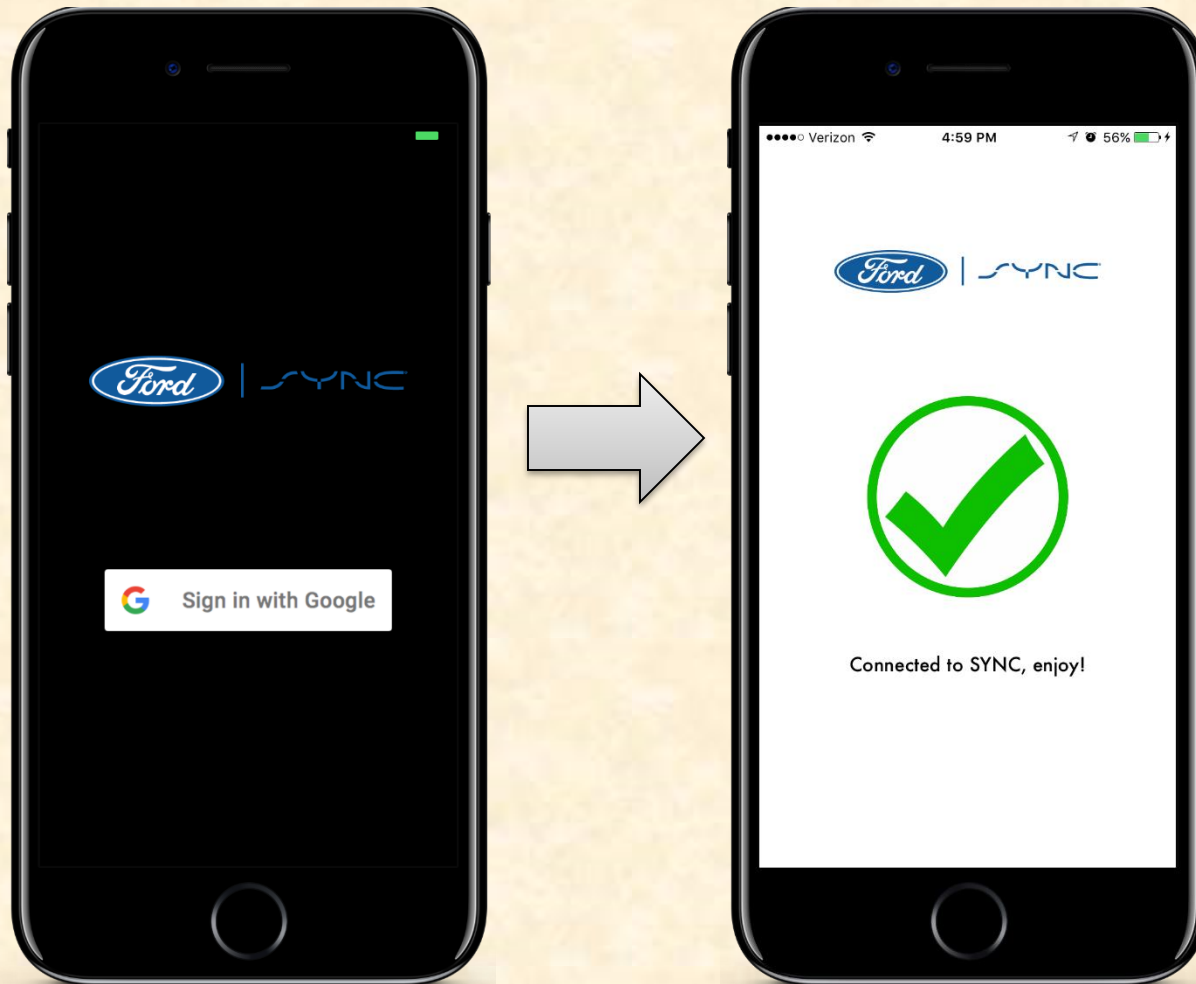 Ford | SYNC
Sign in with Google
Verizon 4:59 PM 56%
Ford | SYNC
Connected to SYNC, enjoy!